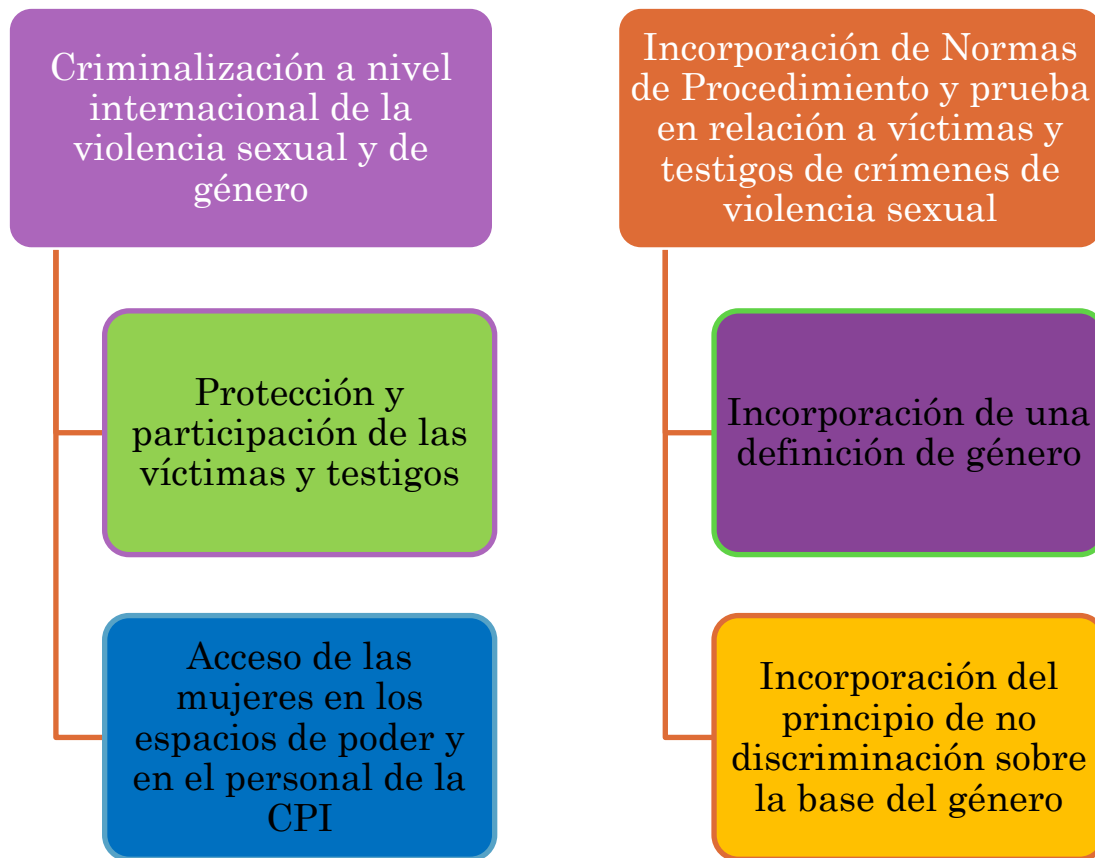 Criminalización a nivel
internacional de la
violencia sexual y de
género
Protección y
participación de las
víctimas y testigos
Acceso de las
mujeres en los
espacios de poder y
en el personal de la
CPI
Incorporación de Normas
de Procedimiento y prueba
en relación a víctimas y
testigos de crímenes de
violencia sexual
Incorporación de una
definición de género
Incorporación del
principio de no
discriminación sobre
la base del género